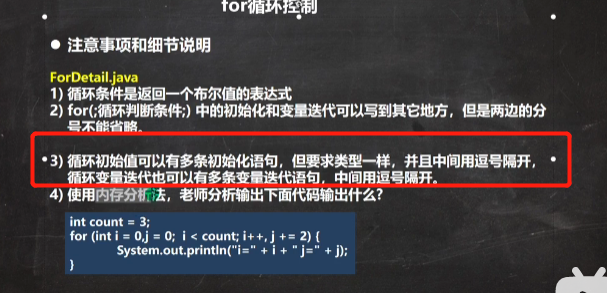 for循环控制
● 注意事项和细节说明
ForDetail.java
1) 循环条件是返回一个布尔值的表达式
2) for(;循环判断条件;) 中的初始化和变量迭代可以写到其它地方，但是两边的分
号不能省略。
3) 循环初始值可以有多条初始化语句，但要求类型一样，并且中间用逗号隔开，
循环变量迭代也可以有多条变量迭代语句，中间用逗号隔开。
4) 使用内存分析法，老师分析输出下面代码输出什么？
int count = 3;
for (int i = 0,j = 0; i < count; i++, j += 2) {
System.out.println("i=" + i + " j=" + j);
}